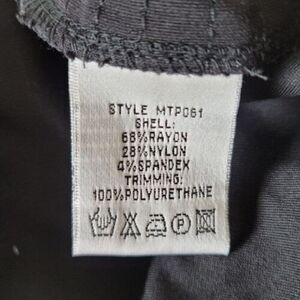 STYLE MTP061
SHELL:
68%RAYON
28%NYLON
4%SPANDEX
TRIMMING:
100%POLYURETHANE